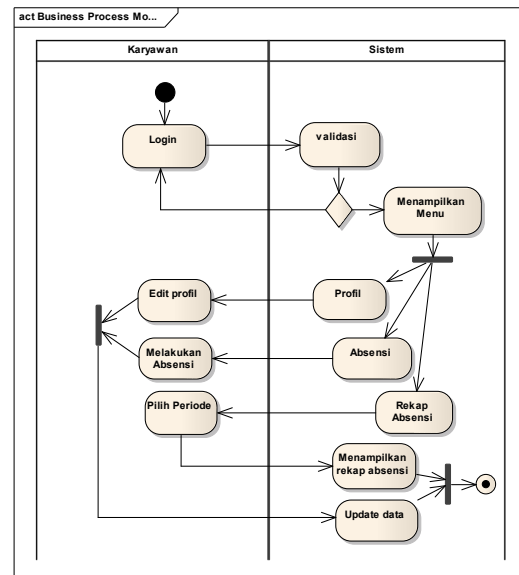 act Business Process Mo...
Karyawan
Sistem
Login
validasi
Menampilkan
Menu
Edit profil
Profil
Melakukan
Absensi
Absensi
Pilih Periode
Rekap
Absensi
Menampilkan
rekap absensi
Update data